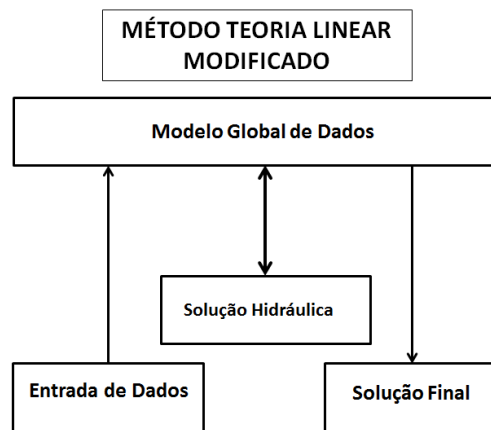 MÉTODO TEORIA LINEAR
MODIFICADO
Modelo Global de Dados
Solução Hidráulica
Entrada de Dados
Solução Final